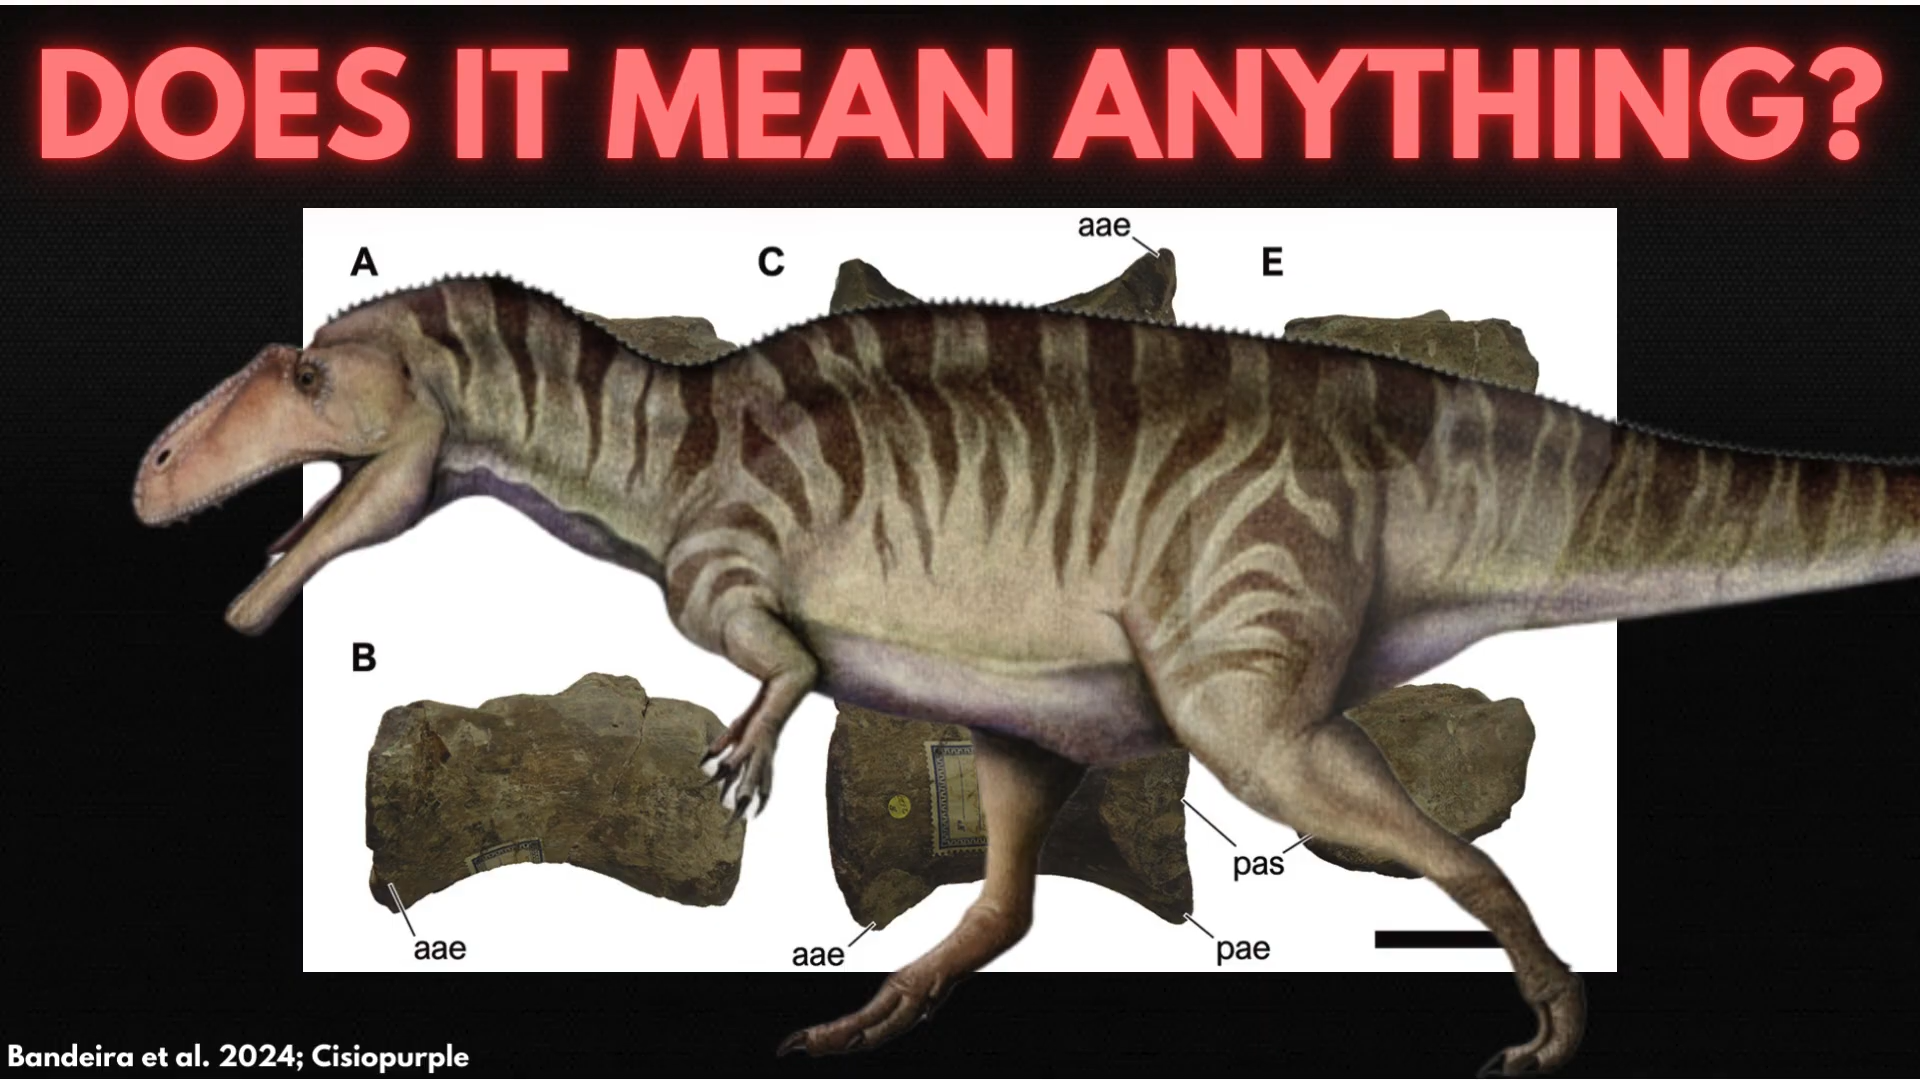 DOES IT MEAN ANYTHING?
aae
A
C
E
B
pas
aae
aae
pae
Bandeira et al. 2024; Cisiopurple